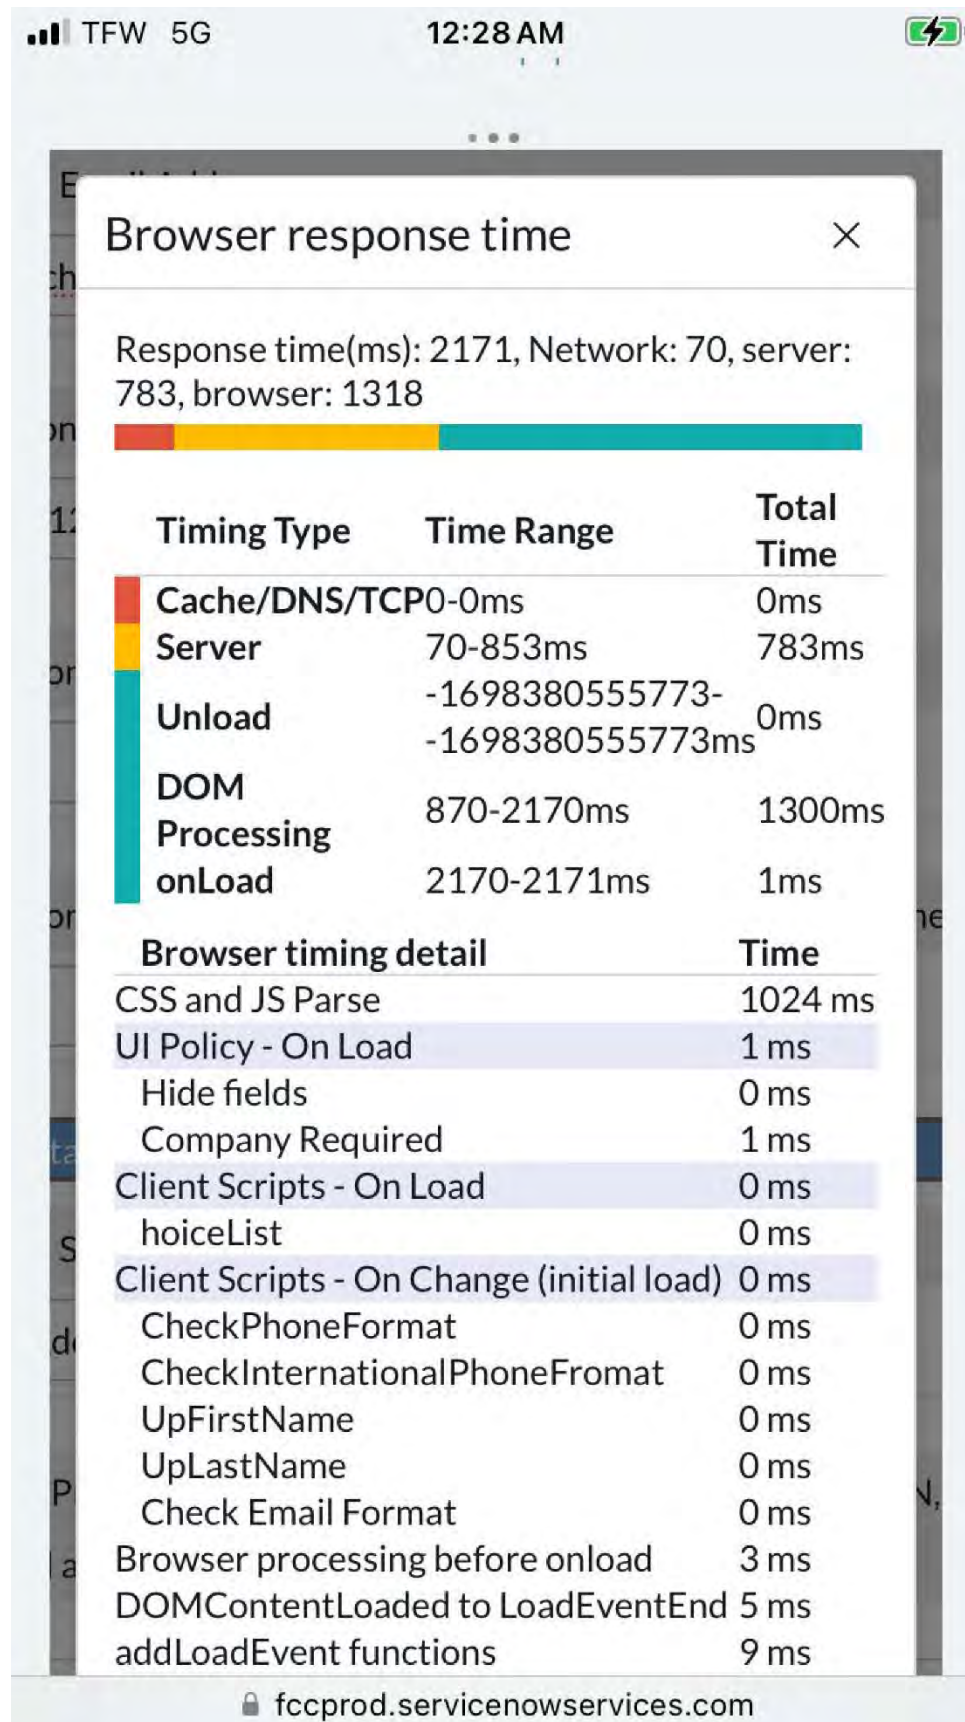 TFW 5G 12:28 AM
Browser response time
Response time(ms): 2171, Network: 70, server:
783, browser: 1318
Timing Type Time Range Total Time
Cache/DNS/TCP 0-0ms 0ms
Server 70-853ms 783ms
Unload -1698380555773-
-1698380555773ms 0ms
DOM
Processing 870-2170ms 1300ms
onLoad 2170-2171ms 1ms
Browser timing detail Time
CSS and JS Parse 1024 ms
UI Policy - On Load 1 ms
Hide fields 0 ms
Company Required 1 ms
Client Scripts - On Load 0 ms
hoiceList 0 ms
Client Scripts - On Change (initial load) 0 ms
CheckPhoneFormat 0 ms
CheckInternationalPhoneFromat 0 ms
UpFirstName 0 ms
UpLastName 0 ms
Check Email Format 0 ms
Browser processing before onload 3 ms
DOMContentLoaded to LoadEventEnd 5 ms
addLoadEvent functions 9 ms
fccprod.servicenowservices.com